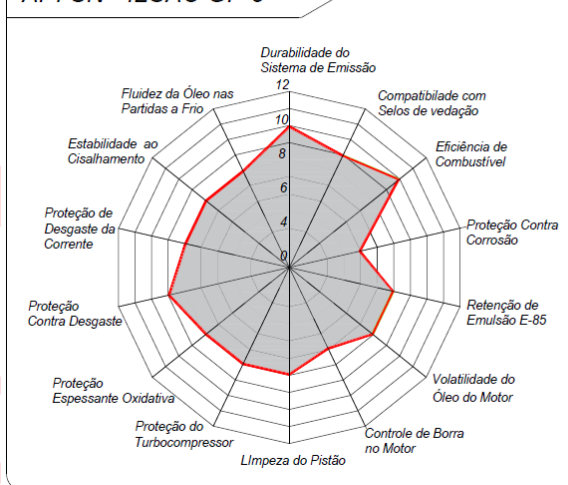 Durabilidade do
Sistema de Emissão
Fluidez da Óleo nas
Partidas a Frio
Compatibilade com
Selos de vedação
Estabilidade ao
Cisalhamento
Eficiência de
Combustível
Proteção de
Desgaste da
Corrente
Proteção Contra
Corrosão
Proteção
Contra Desgaste
Retenção de
Emulsão E-85
Proteção
Espessante Oxidativa
Volatilidade do
Óleo do Motor
Proteção do
Turbocompressor
Controle de Borra
no Motor
LImpeza do Pistão
12
10
8
6
4
0